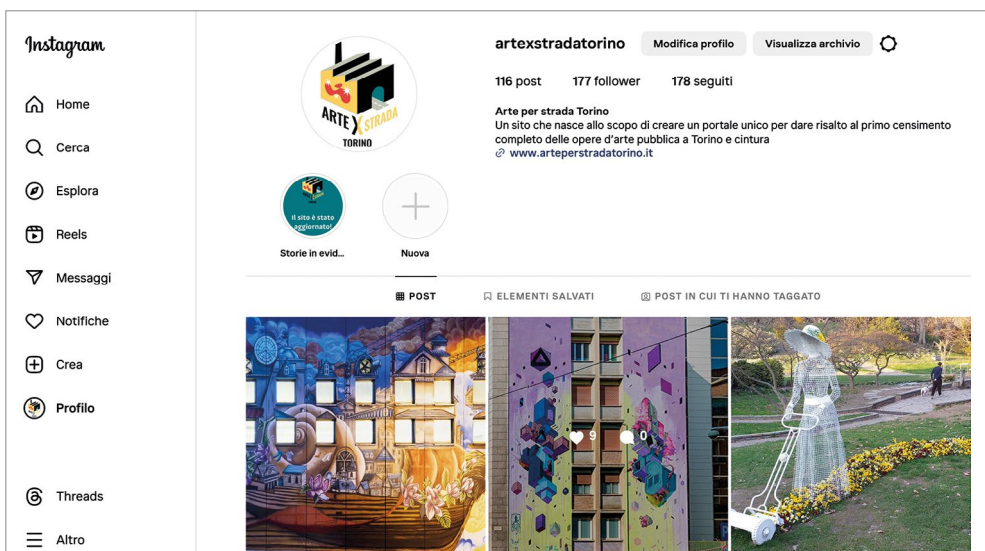 Instagram
Home
Cerca
Esplora
Reels
Messaggi
Notifiche
Crea
Profilo
Threads
Altro
ARTE X STRADA
TORINO
artexstradatorino
Modifica profilo
Visualizza archivio
116 post 177 follower 178 seguiti
Arte per strada Torino
Un sito che nasce allo scopo di creare un portale unico per dare risalto al primo censimento
completo delle opere d'arte pubblica a Torino e cintura
www.arteperstradatorino.it
Il sito è stato
aggiornato!
Storie in evid...
Nuova
POST
ELEMENTI SALVATI
POST IN CUI TI HANNO TAGGATO
9 0